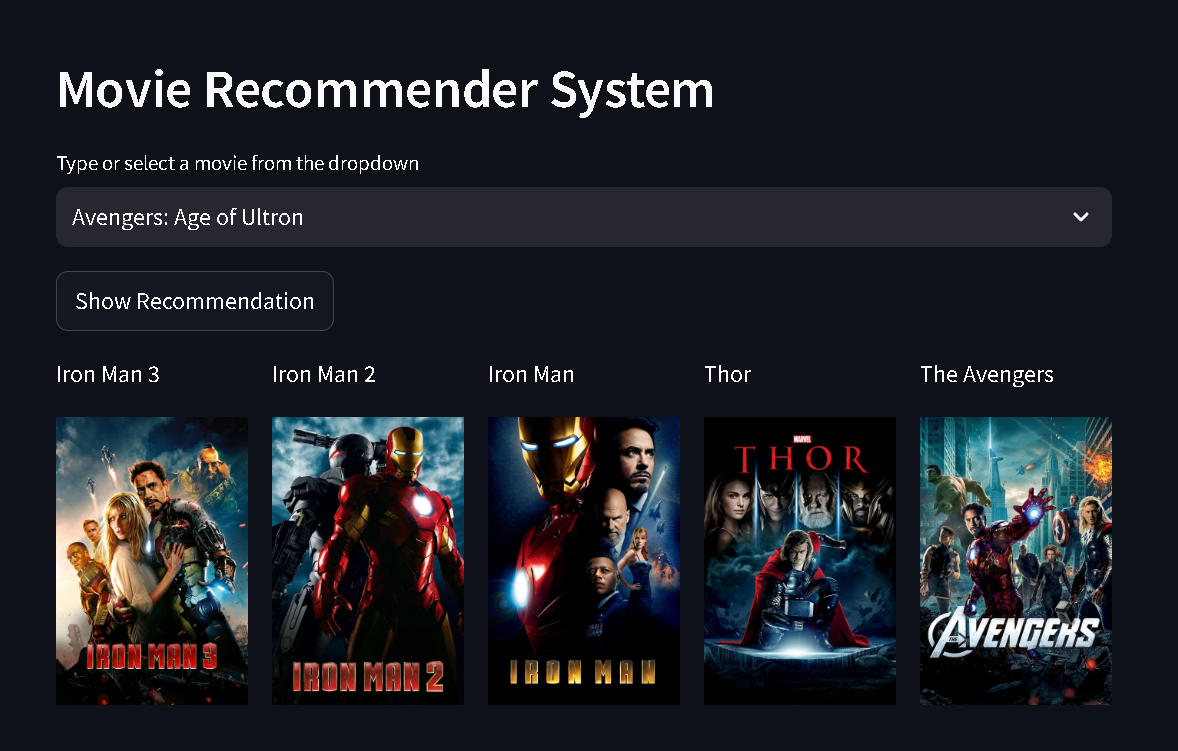 Movie Recommender System
Type or select a movie from the dropdown
Avengers: Age of Ultron
Show Recommendation
Iron Man 3
Iron Man 2
Iron Man
Thor
The Avengers
IRON MAN 3
IRON MAN 2
IRON MAN
MARVEL
THOR
THE AVENGERS